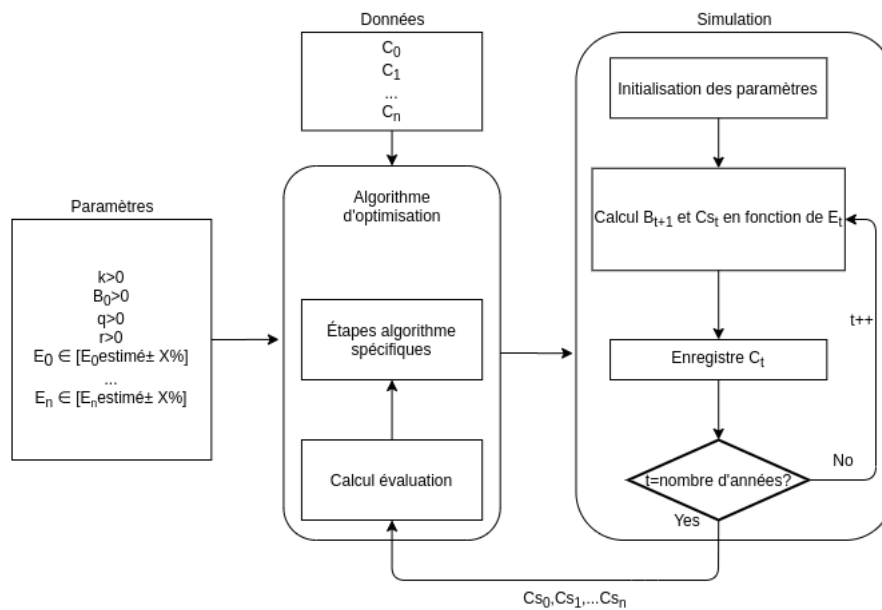 Paramètres
k>0
B₀>0
q>0
r>0
E₀ ∈ [E₀estimé± X%]
...
Eₙ ∈ [Eₙestimé± X%]
Données
C₀
C₁
...
Cₙ
Algorithme
d'optimisation
Étapes algorithme
spécifiques
Calcul évaluation
Simulation
Initialisation des paramètres
Calcul Bₜ₊₁ et Csₜ en fonction de Eₜ
t++
Enregistre Cₜ
t=nombre d'années?
No
Yes
Cs₀,Cs₁,...Csₙ